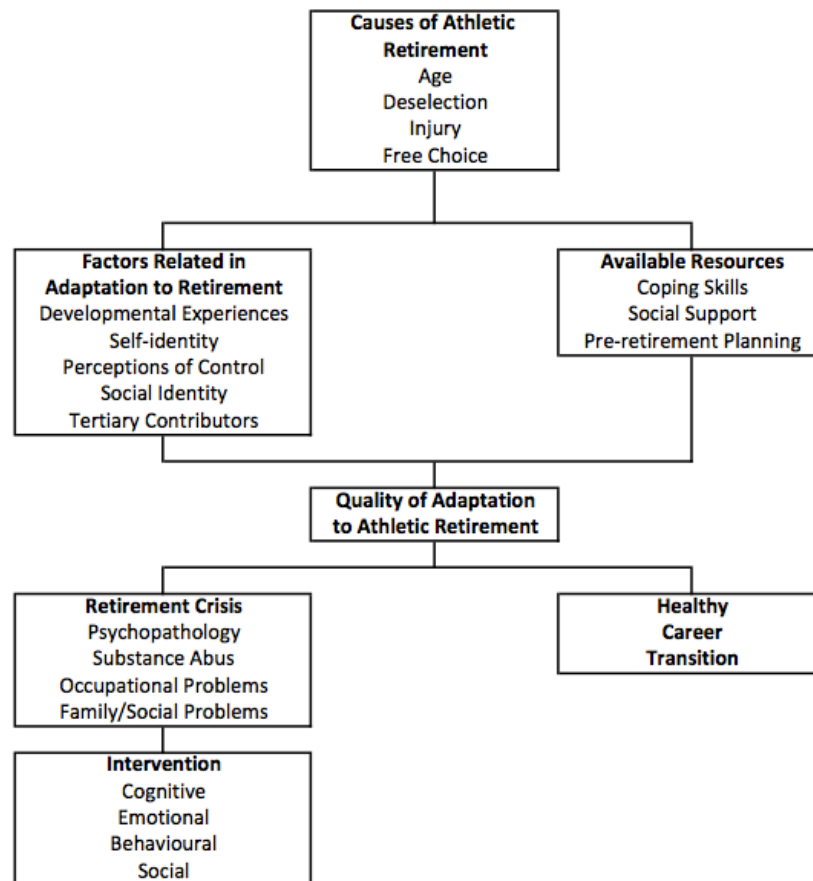 Causes of Athletic
Retirement
Age
Deselection
Injury
Free Choice
Factors Related in
Adaptation to Retirement
Developmental Experiences
Self-identity
Perceptions of Control
Social Identity
Tertiary Contributors
Available Resources
Coping Skills
Social Support
Pre-retirement Planning
Quality of Adaptation
to Athletic Retirement
Retirement Crisis
Psychopathology
Substance Abus
Occupational Problems
Family/Social Problems
Healthy
Career
Transition
Intervention
Cognitive
Emotional
Behavioural
Social